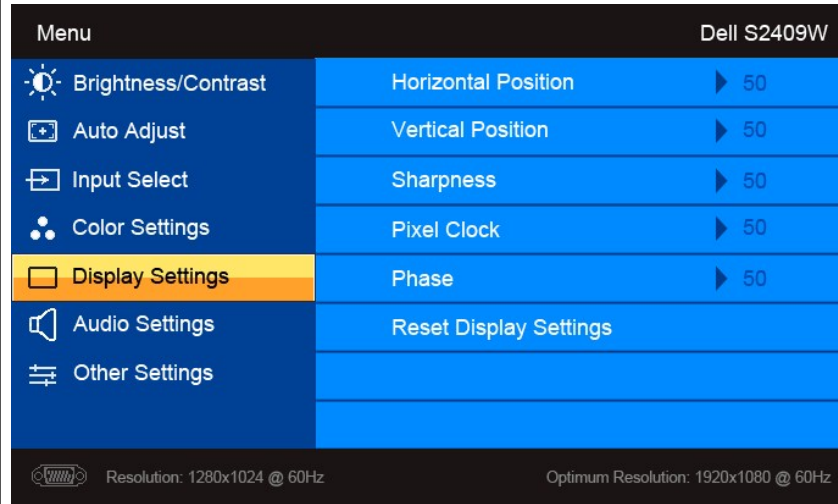 Menu Dell S2409W
Brightness/Contrast Horizontal Position 50
Auto Adjust Vertical Position 50
Input Select Sharpness 50
Color Settings Pixel Clock 50
Display Settings Phase 50
Audio Settings Reset Display Settings
Other Settings
Resolution: 1280x1024 @ 60Hz Optimum Resolution: 1920x1080 @ 60Hz